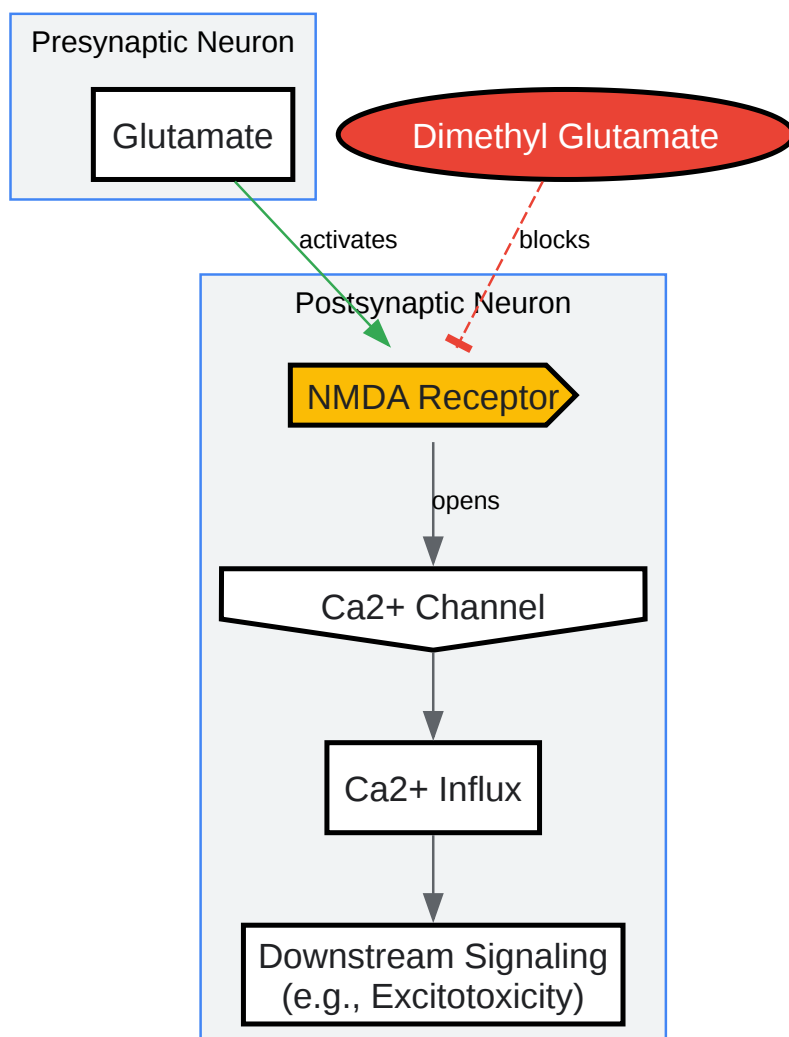 Presynaptic Neuron
Glutamate
Dimethyl Glutamate
activates
blocks
Postsynaptic Neuron
NMDA Receptor
opens
Ca2+ Channel
Ca2+ Influx
Downstream Signaling
(e.g., Excitotoxicity)